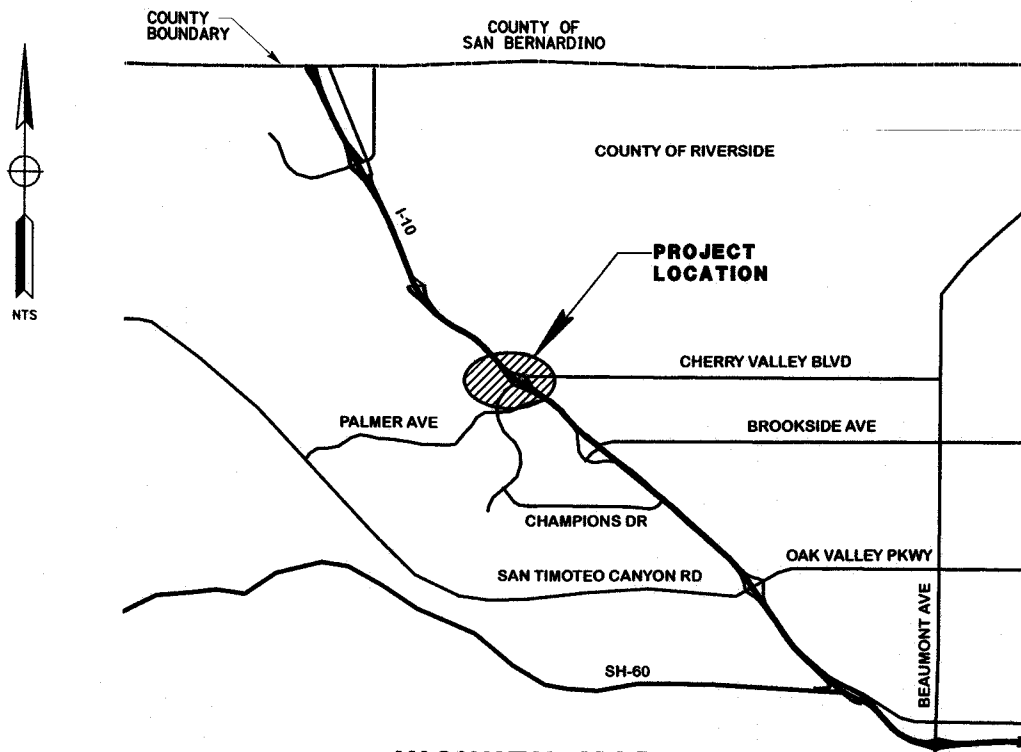 COUNTY
BOUNDARY
COUNTY OF
SAN BERNARDINO
COUNTY OF RIVERSIDE
I-10
PROJECT
LOCATION
NTS
CHERRY VALLEY BLVD
PALMER AVE
BROOKSIDE AVE
CHAMPIONS DR
OAK VALLEY PKWY
SAN TIMOTEO CANYON RD
BEAUMONT AVE
SH-60